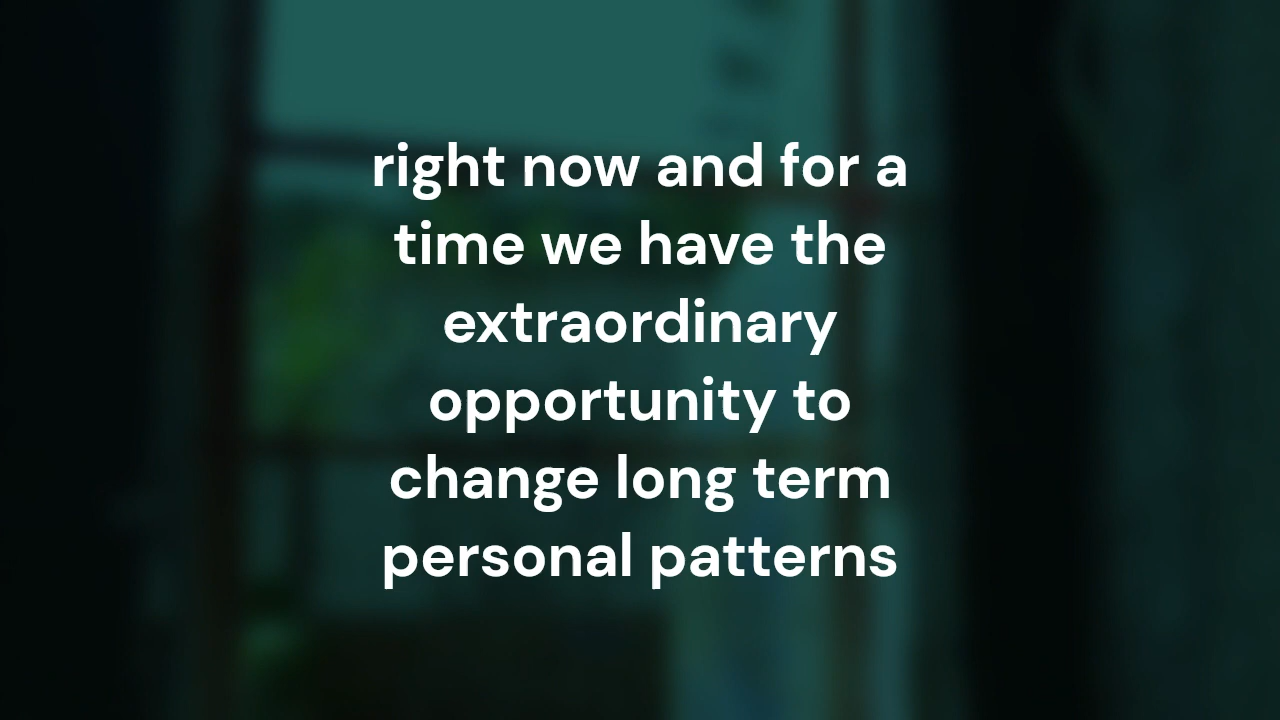 right now and for a
time we have the
extraordinary
opportunity to
change long term
personal patterns